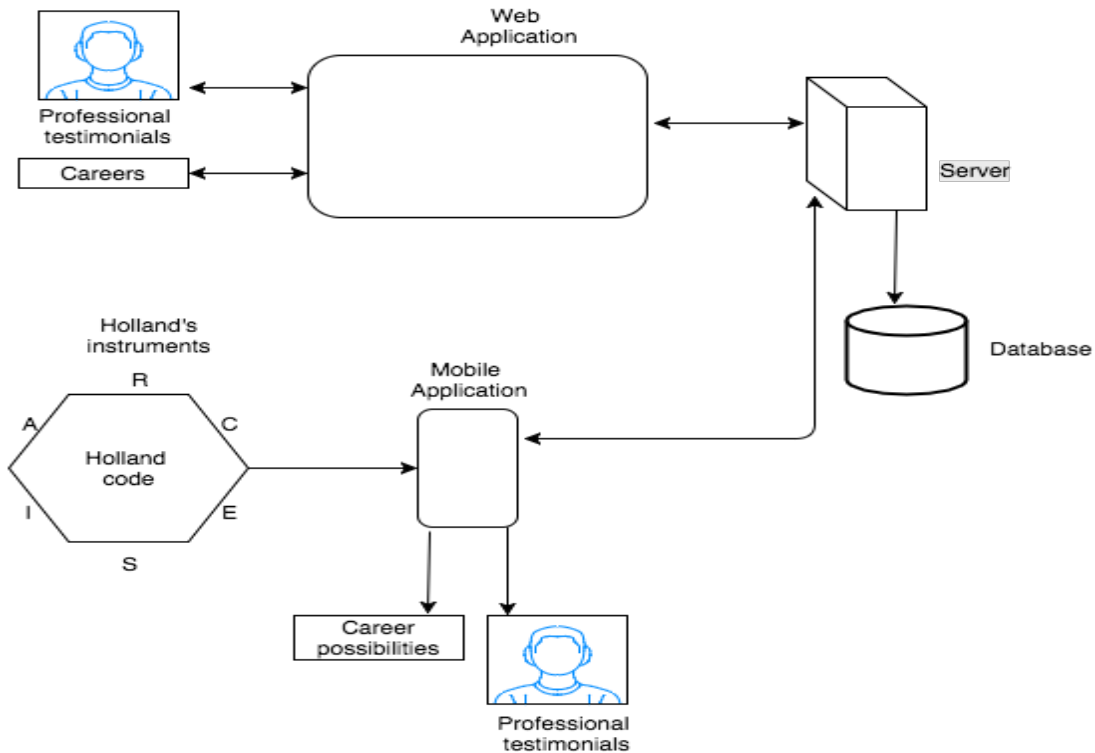 Web
Application
Professional
testimonials
Careers
Server
Database
Holland's
instruments
R
A
C
Holland
code
I
E
S
Mobile
Application
Career
possibilities
Professional
testimonials